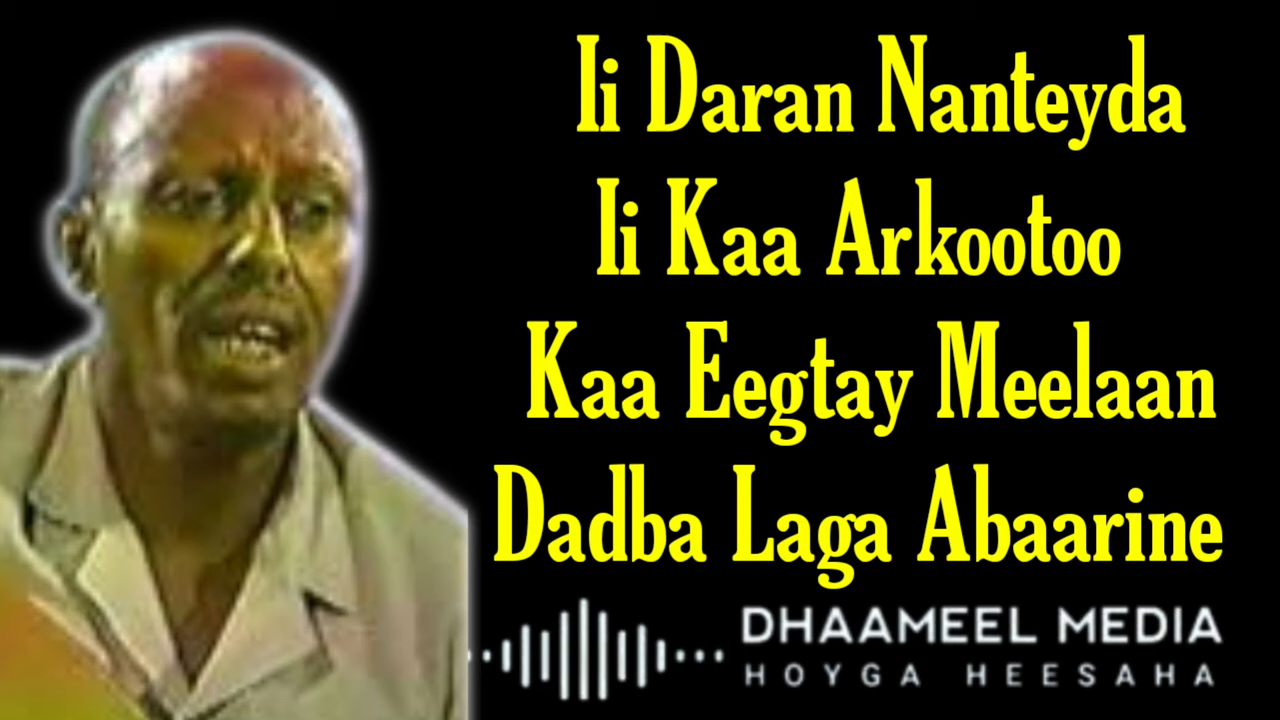 Ii Daran Nanteyda
Ii Kaa Arkootoo
Kaa Eegtay Meelaan
Dadba Laga Abaarine
DHAAMEEL MEDIA
HOYGA HEESAHA